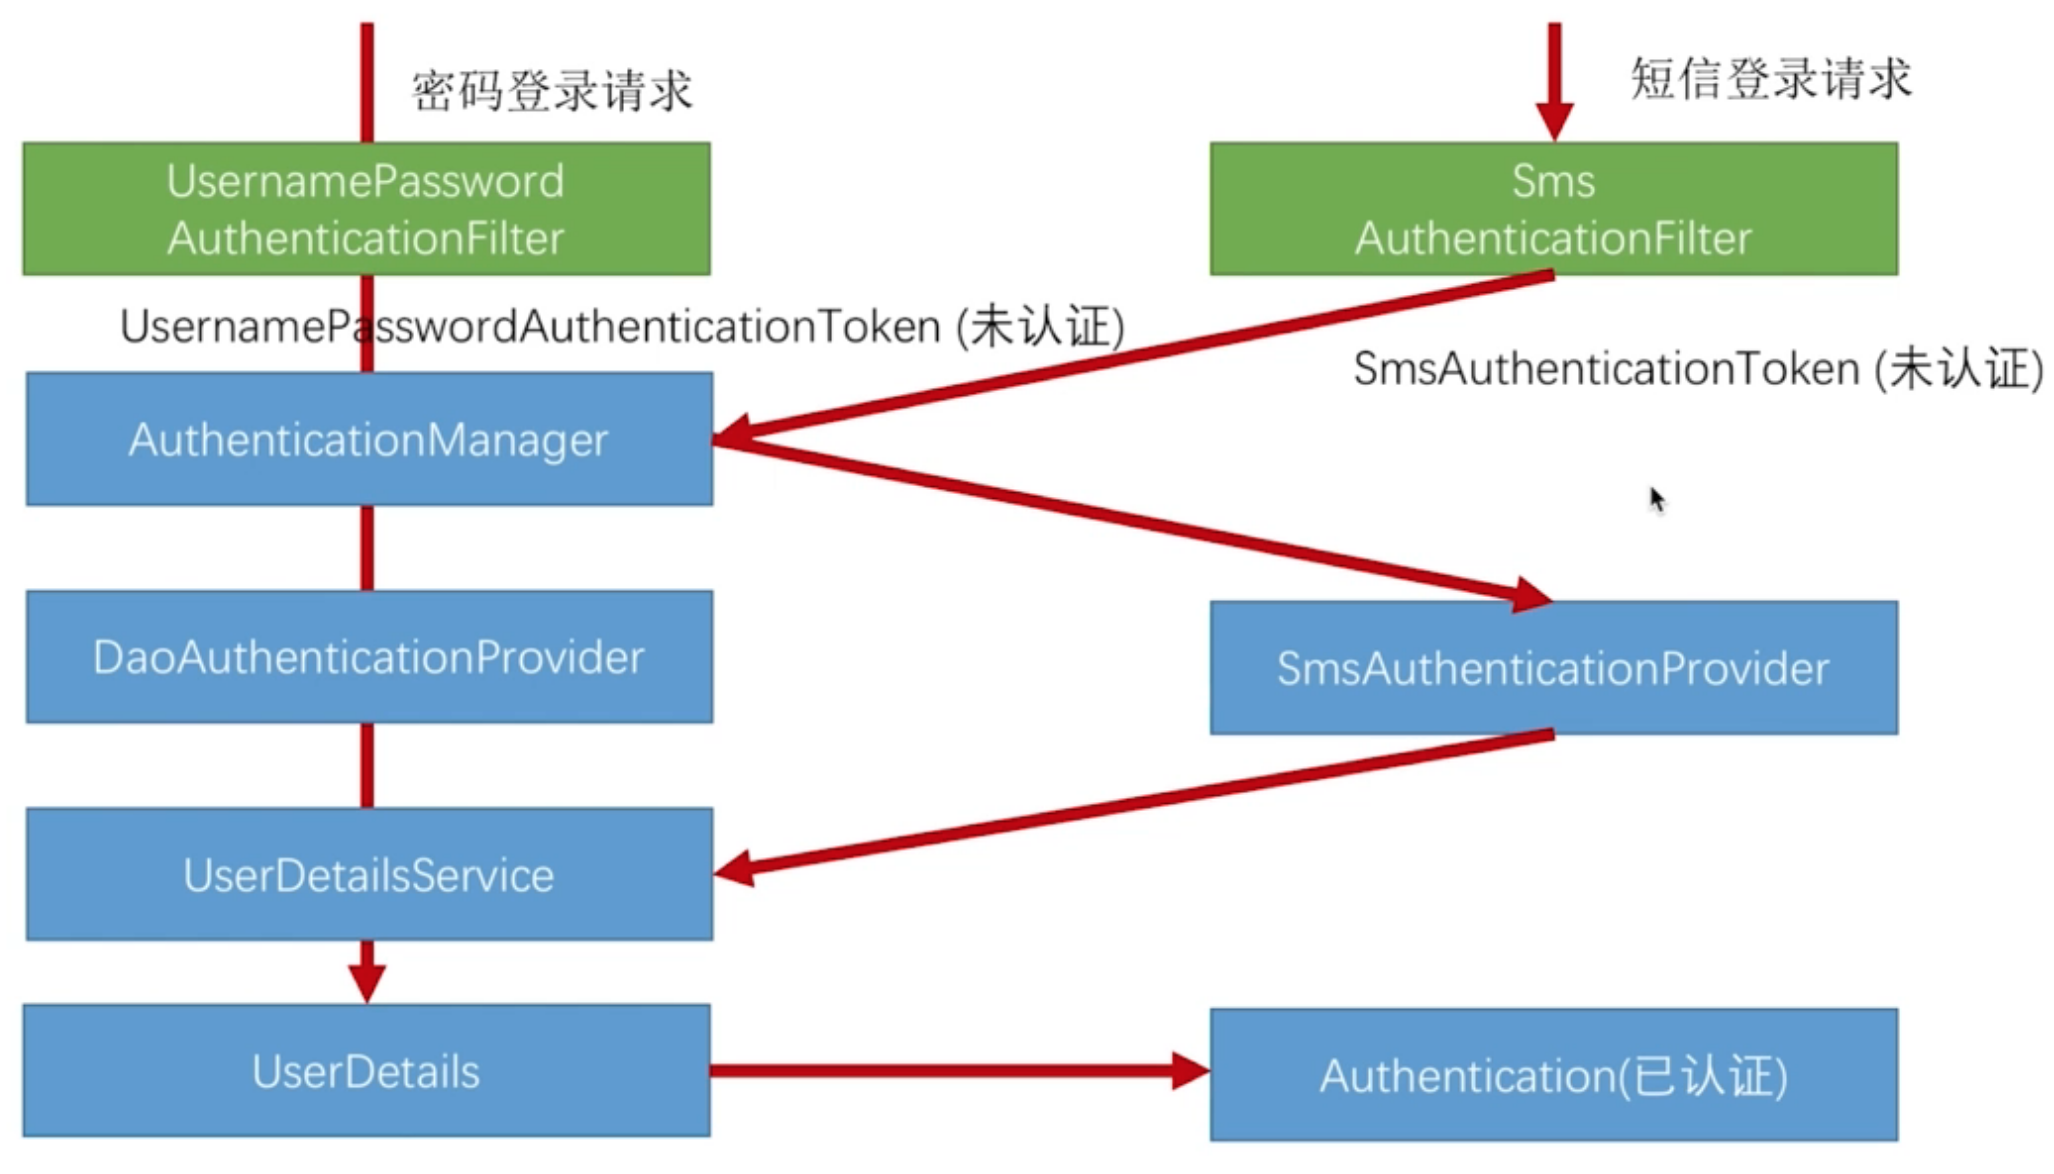 密码登录请求
短信登录请求
UsernamePassword
AuthenticationFilter
Sms
AuthenticationFilter
UsernamePasswordAuthenticationToken (未认证)
SmsAuthenticationToken (未认证)
AuthenticationManager
DaoAuthenticationProvider
SmsAuthenticationProvider
UserDetailsService
UserDetails
Authentication(已认证)